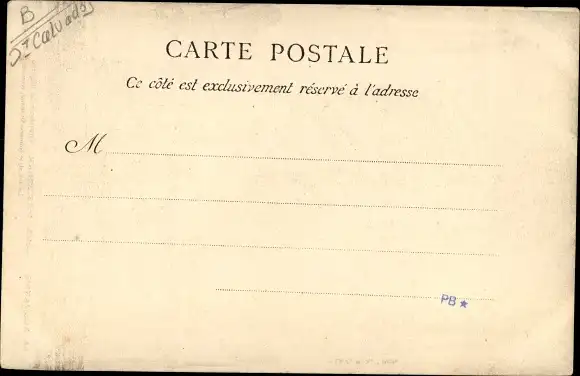 B
Calvados
CARTE POSTALE
Ce côté est exclusivement réservé à l'adresse
M
PB★